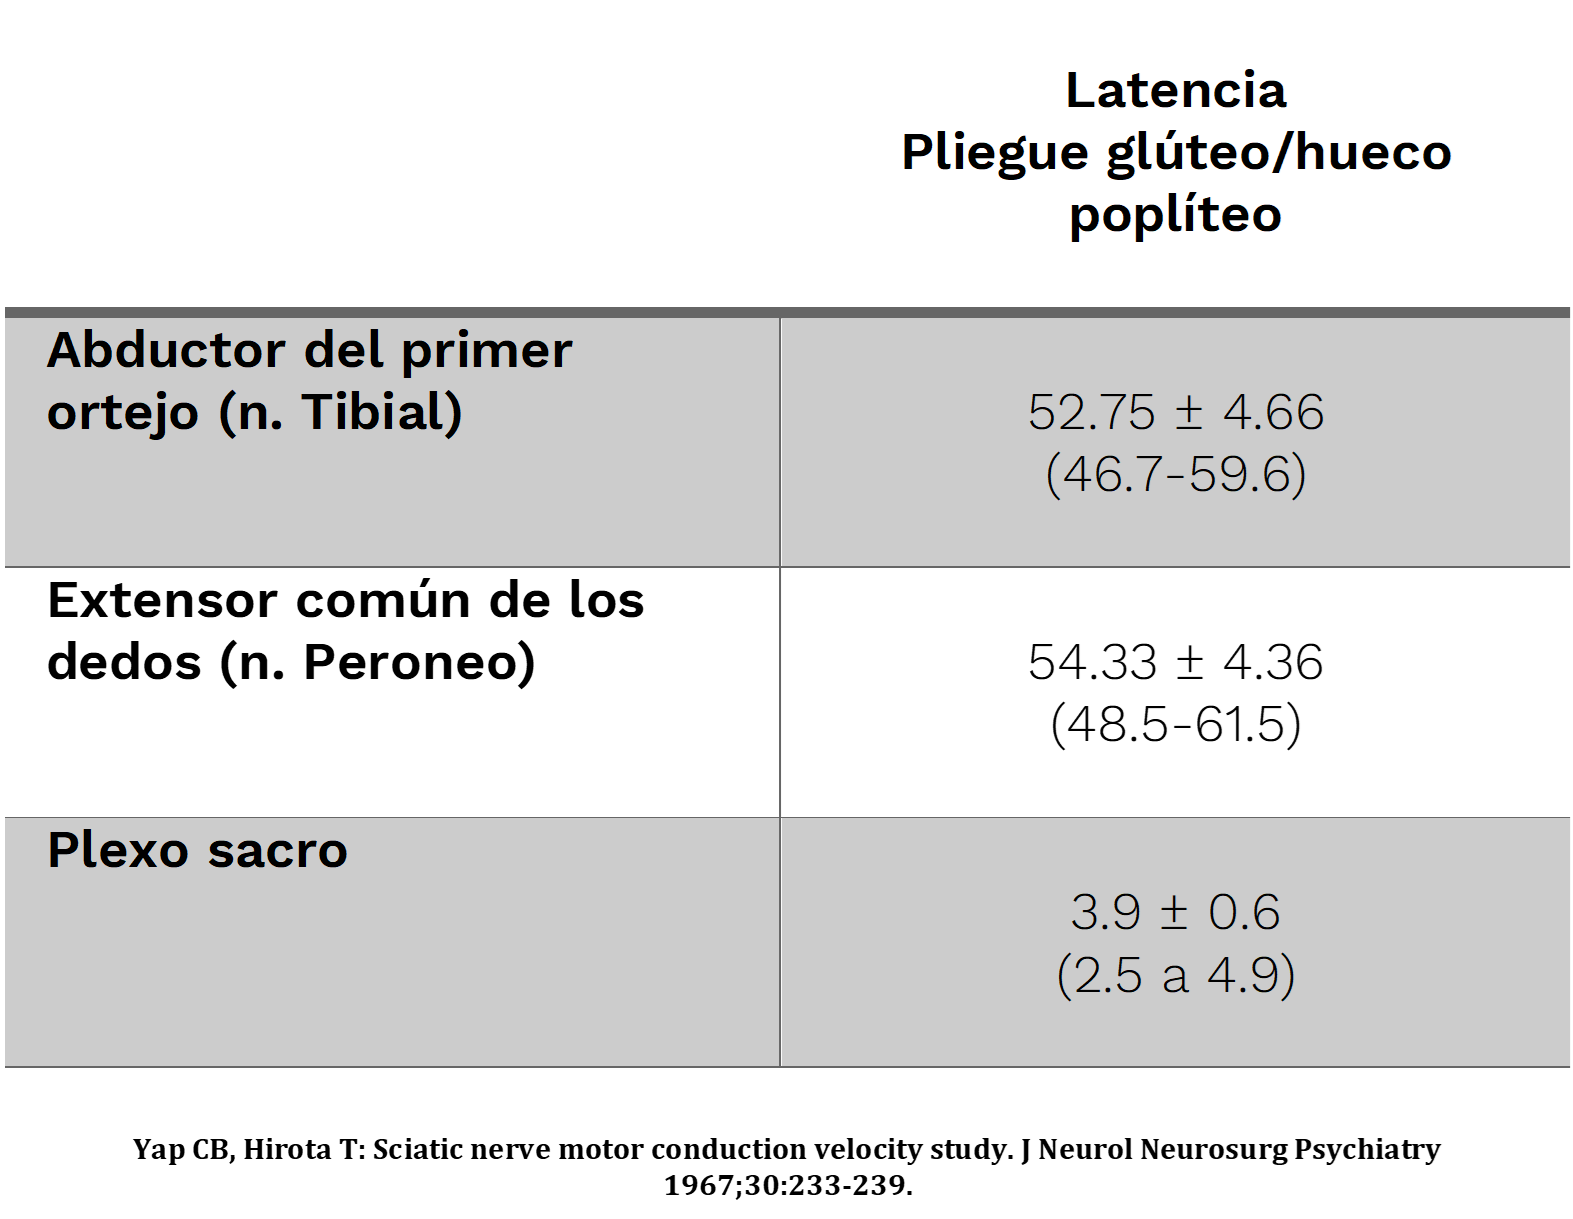 Latencia
Pliegue glúteo/hueco
poplíteo
Abductor del primer
ortejo (n. Tibial)
52.75 ± 4.66
(46.7-59.6)
Extensor común de los
dedos (n. Peroneo)
54.33 ± 4.36
(48.5-61.5)
Plexo sacro
3.9 ± 0.6
(2.5 a 4.9)
Yap CB, Hirota T: Sciatic nerve motor conduction velocity study. J Neurol Neurosurg Psychiatry
1967;30:233-239.